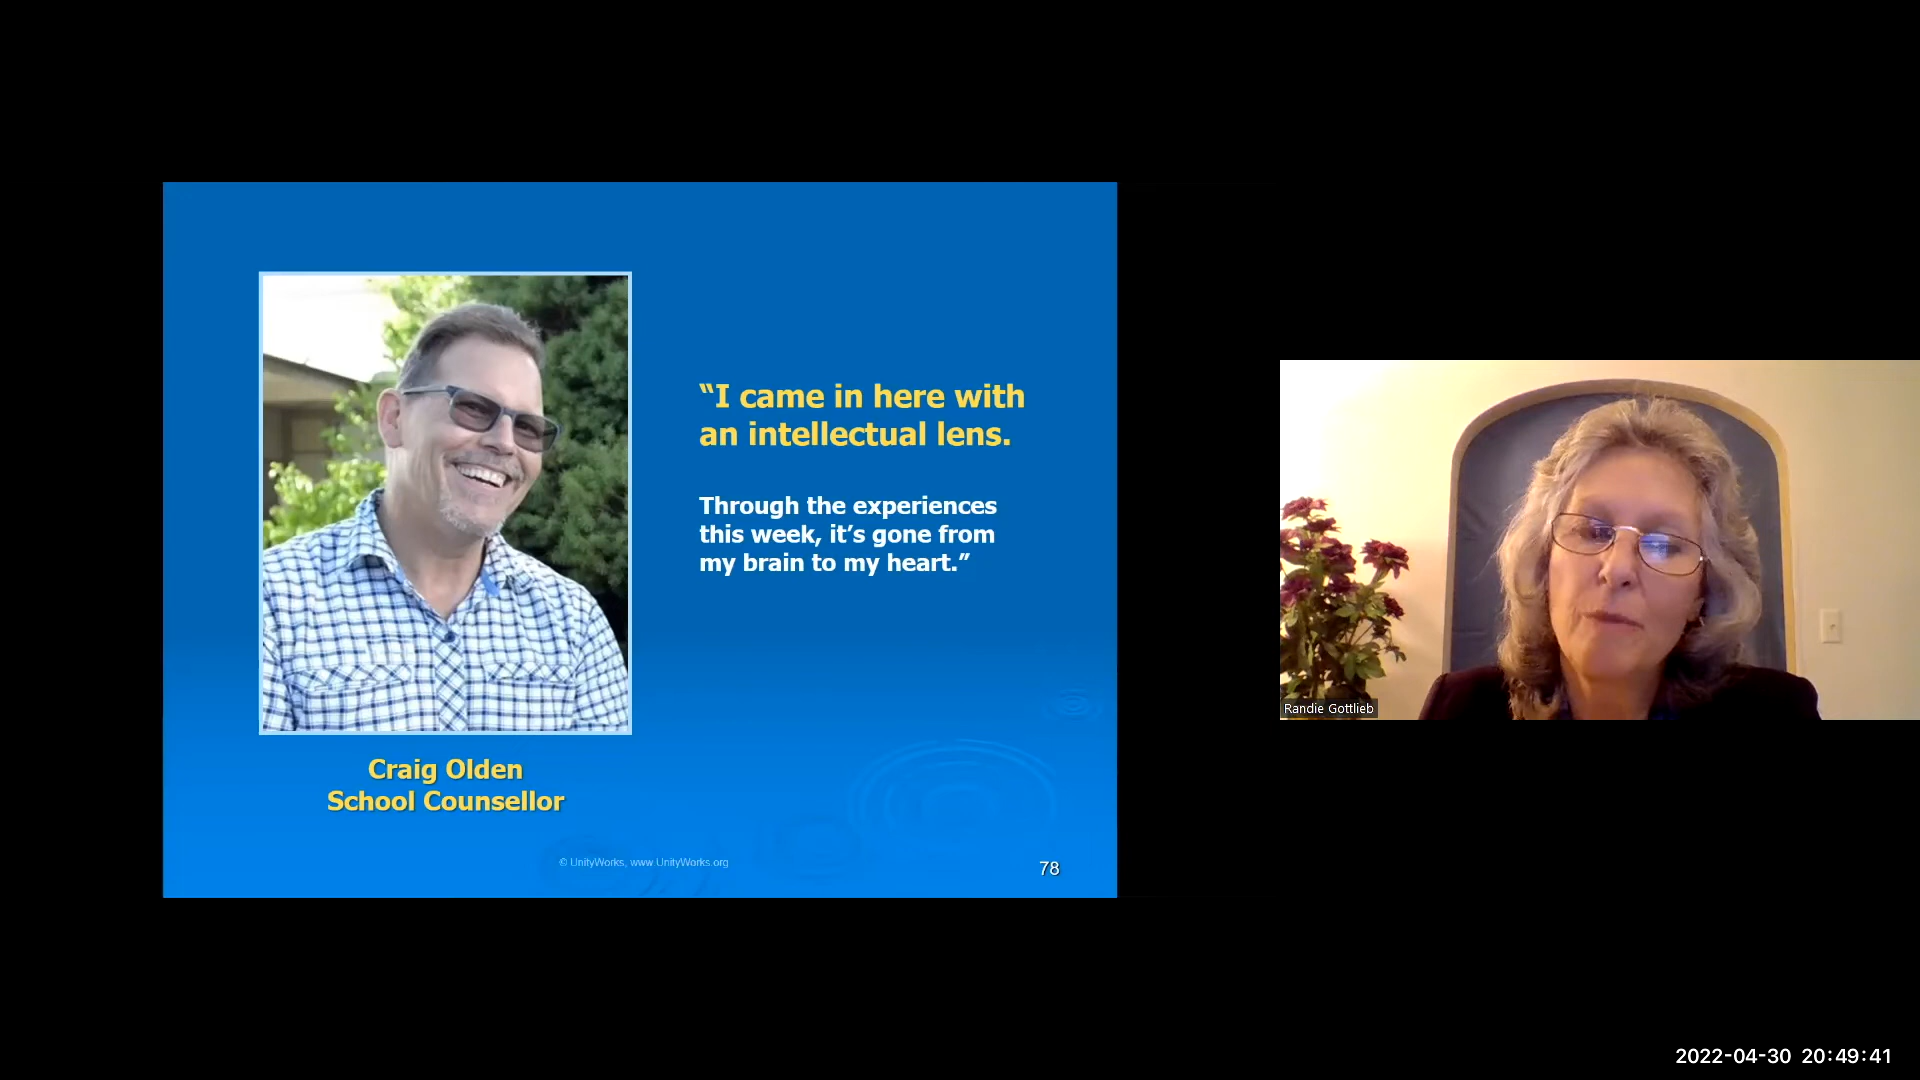 “I came in here with
an intellectual lens.
Through the experiences
this week, it’s gone from
my brain to my heart.”
Craig Olden
School Counsellor
© UnityWorks, www.UnityWorks.org
78
Randie Gottlieb
2022-04-30 20:49:41